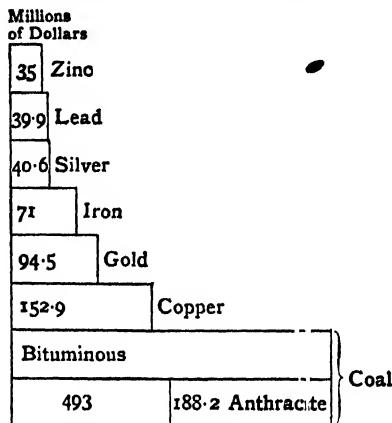 Millions
of Dollars
35 Zinc
39·9 Lead
40·6 Silver
71 Iron
94·5 Gold
152·9 Copper
Bituminous
Coal
493 188·2 Anthracite